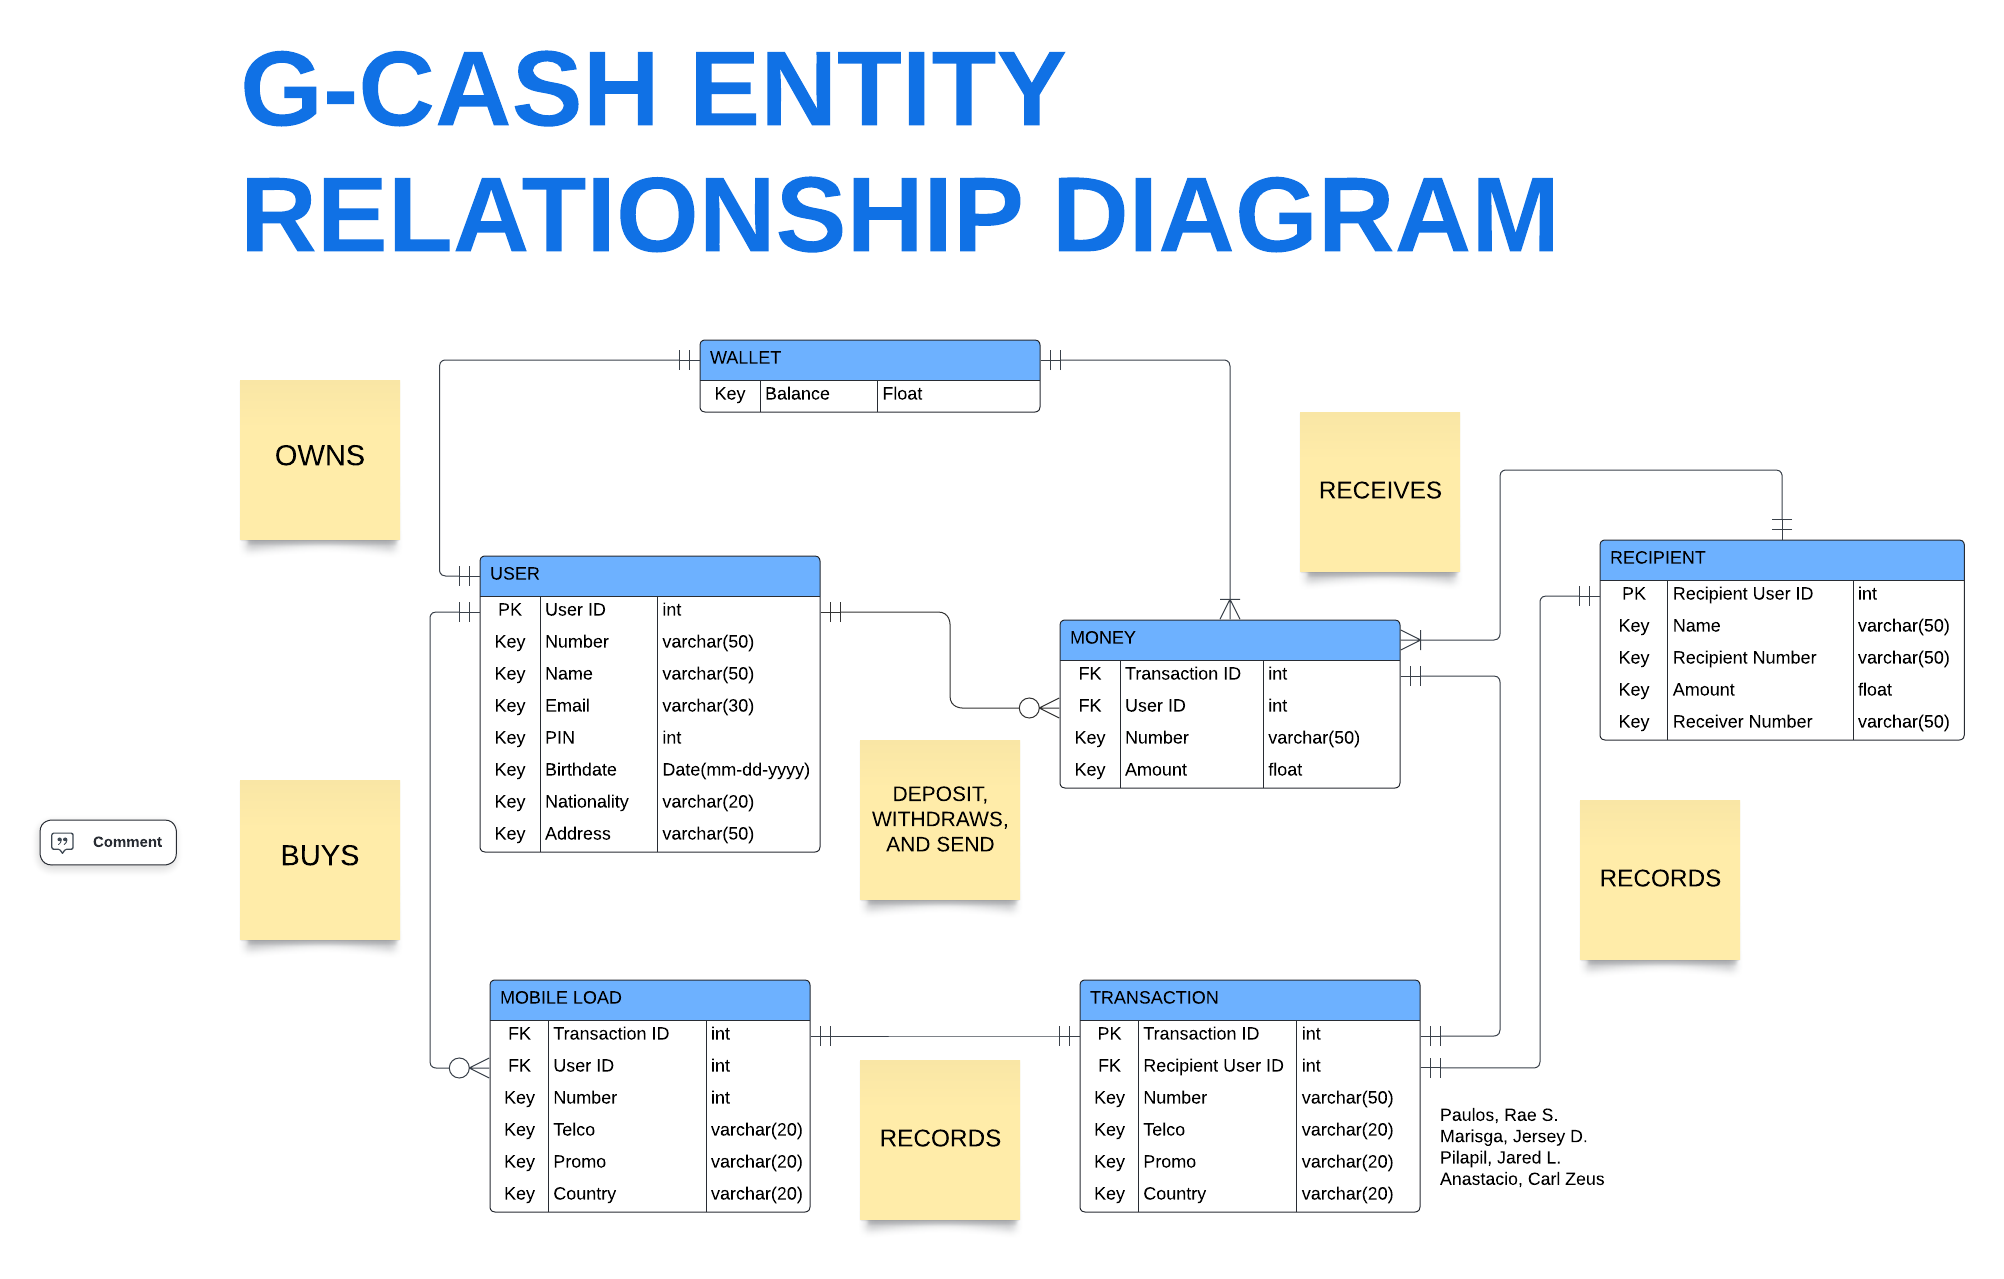 G-CASH ENTITY
RELATIONSHIP DIAGRAM
WALLET
Key Balance Float
OWNS
RECEIVES
USER
PK User ID int
Key Number varchar(50)
Key Name varchar(50)
Key Email varchar(30)
Key PIN int
Key Birthdate Date(mm-dd-yyyy)
Key Nationality varchar(20)
Key Address varchar(50)
RECIPIENT
PK Recipient User ID int
Key Name varchar(50)
Key Recipient Number varchar(50)
Key Amount float
Key Receiver Number varchar(50)
MONEY
FK Transaction ID int
FK User ID int
Key Number varchar(50)
Key Amount float
DEPOSIT,
WITHDRAWS,
AND SEND
Comment
BUYS
RECORDS
MOBILE LOAD
FK Transaction ID int
FK User ID int
Key Number int
Key Telco varchar(20)
Key Promo varchar(20)
Key Country varchar(20)
RECORDS
TRANSACTION
PK Transaction ID int
FK Recipient User ID int
Key Number varchar(50)
Key Telco varchar(20)
Key Promo varchar(20)
Key Country varchar(20)
Paulos, Rae S.
Marisga, Jersey D.
Pilapil, Jared L.
Anastacio, Carl Zeus